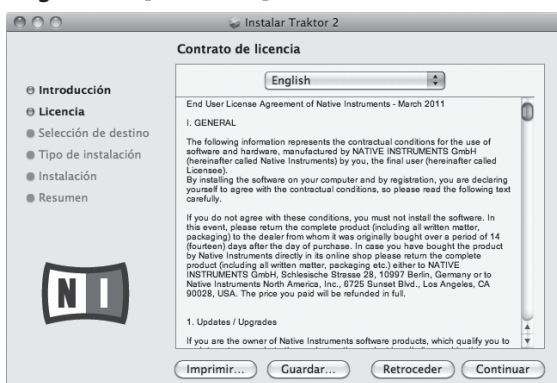 Instalar Traktor 2
Contrato de licencia
English
Introducción
Licencia
Selección de destino
Tipo de instalación
Instalación
Resumen
End User License Agreement of Native Instruments - March 2011
I. GENERAL
The following information represents the contractual conditions for the use of
software and hardware, manufactured by NATIVE INSTRUMENTS GmbH
(hereinafter called Native Instruments) by you, the final user (hereinafter called
Licensee).
By installing the software on your computer and by registration, you are declaring
yourself to agree with the contractual conditions, so please read the following text
carefully.
If you do not agree with these conditions, you must not install the software. In
this event, please return the complete product (including all written matter,
packaging) to the dealer from whom it was originally bought over a period of 14
(fourteen) days after the day of purchase. In case you have bought the product
by Native Instruments directly in its online shop please return the complete
product (including all written matter, packaging etc.) either to NATIVE
INSTRUMENTS GmbH, Schlesische Strasse 28, 10997 Berlin, Germany or to
Native Instruments North America, Inc., 6725 Sunset Blvd., Los Angeles, CA
90028, USA. The price you paid will be refunded in full.
1. Updates / Upgrades
If you are the owner of Native Instruments software products, which qualify you to
NI
Imprimir...
Guardar...
Retroceder
Continuar